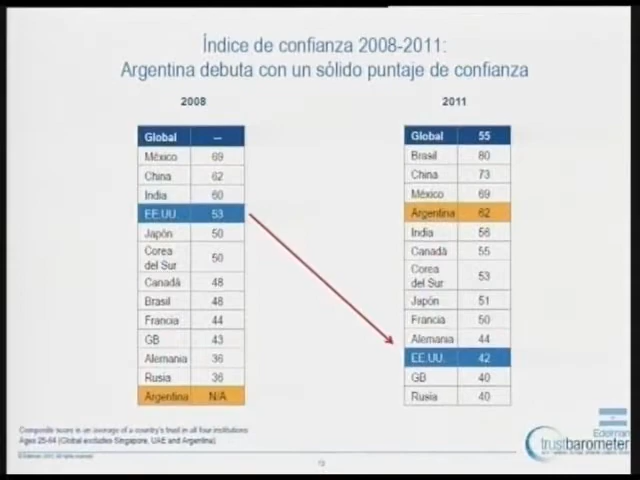 Índice de confianza 2008-2011:
Argentina debuta con un sólido puntaje de confianza
2008
Global --
México 69
China 62
India 60
EE.UU. 53
Japón 50
Corea del Sur 50
Canadá 48
Brasil 48
Francia 44
GB 43
Alemania 36
Rusia 36
Argentina N/A
2011
Global 55
Brasil 80
China 73
México 69
Argentina 62
India 56
Canadá 55
Corea del Sur 53
Japón 51
Francia 50
Alemania 44
EE.UU. 42
GB 40
Rusia 40
Composite score is an average of a country's trust in all four institutions
Ages 25-64 (Global excludes Singapore, UAE and Argentina)
Edelman
trustbarometer